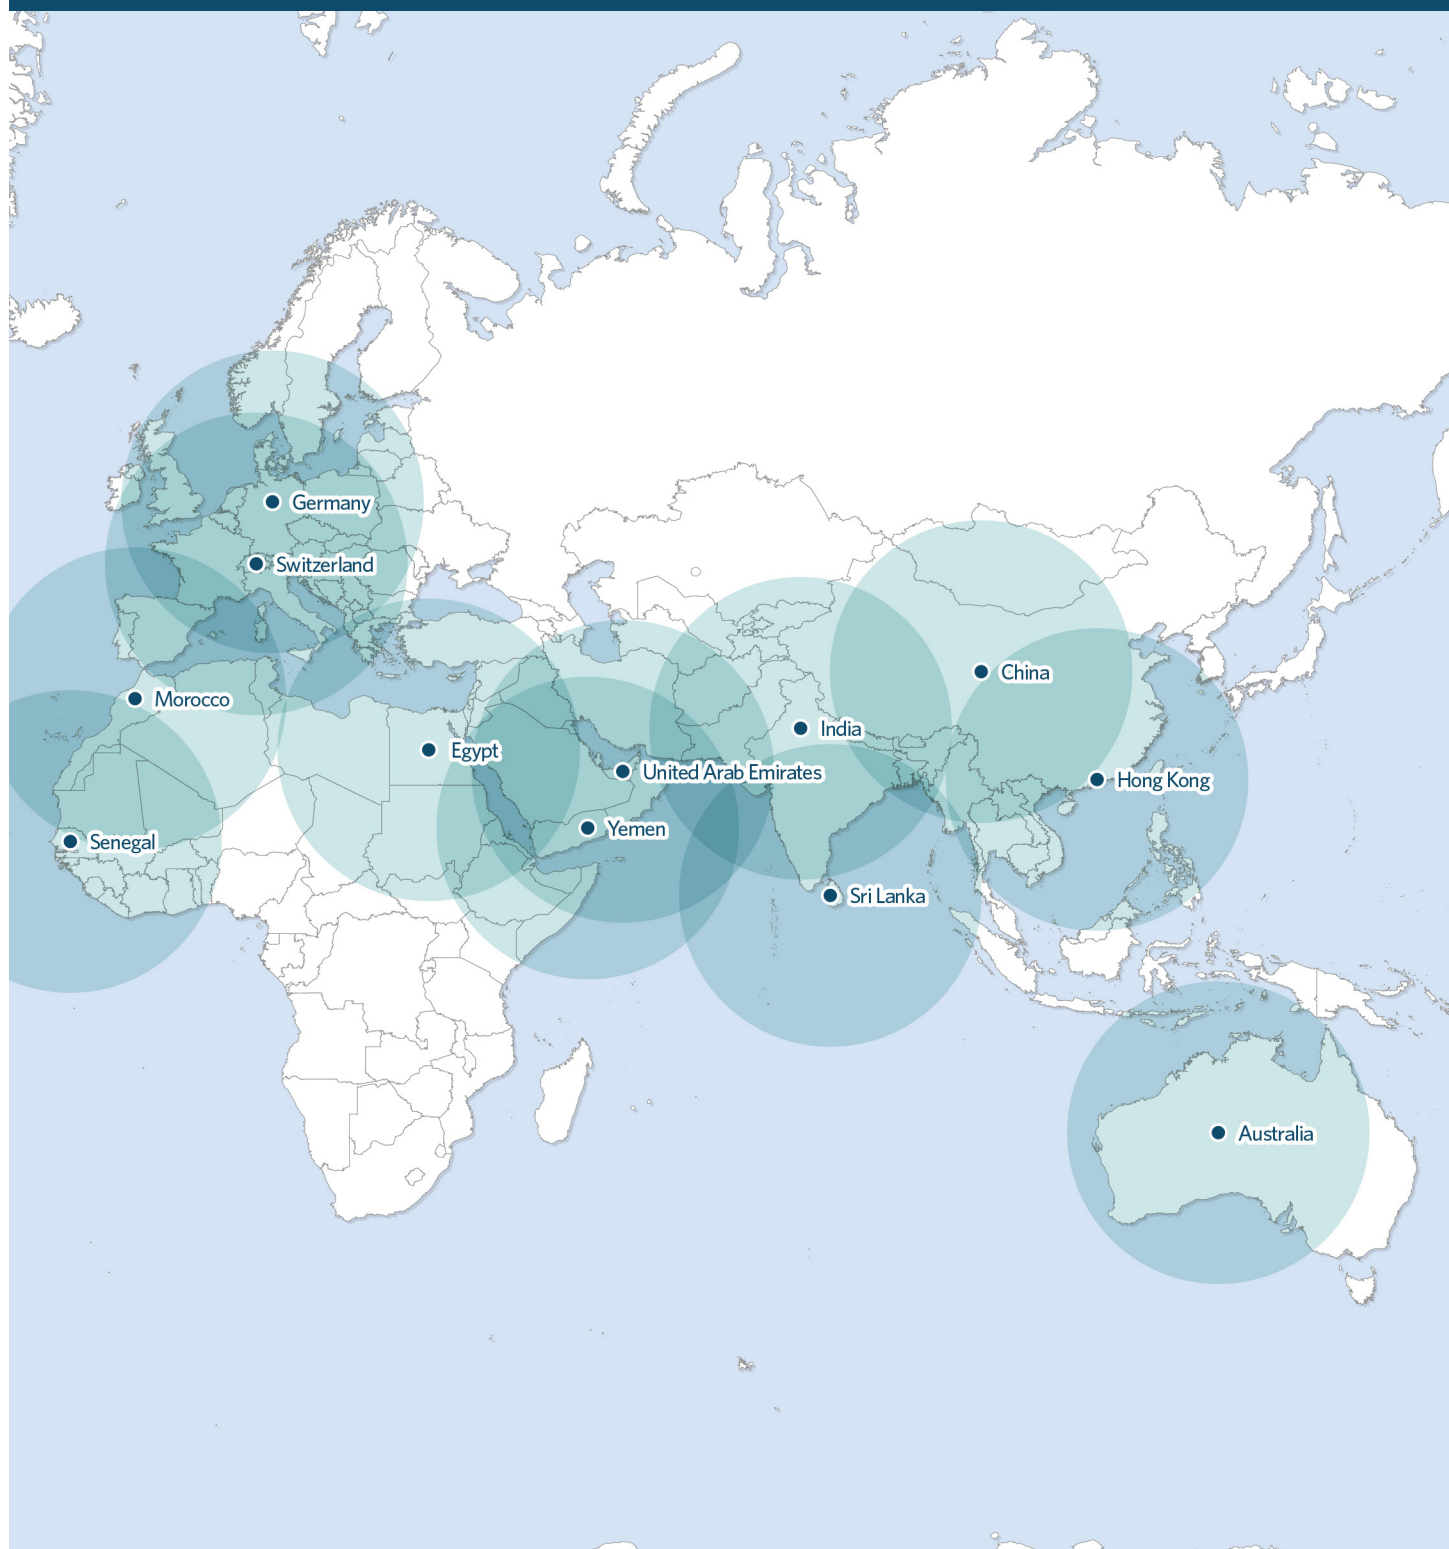 Germany
Switzerland
China
Morocco
India
Egypt
United Arab Emirates
Hong Kong
Yemen
Senegal
Sri Lanka
Australia